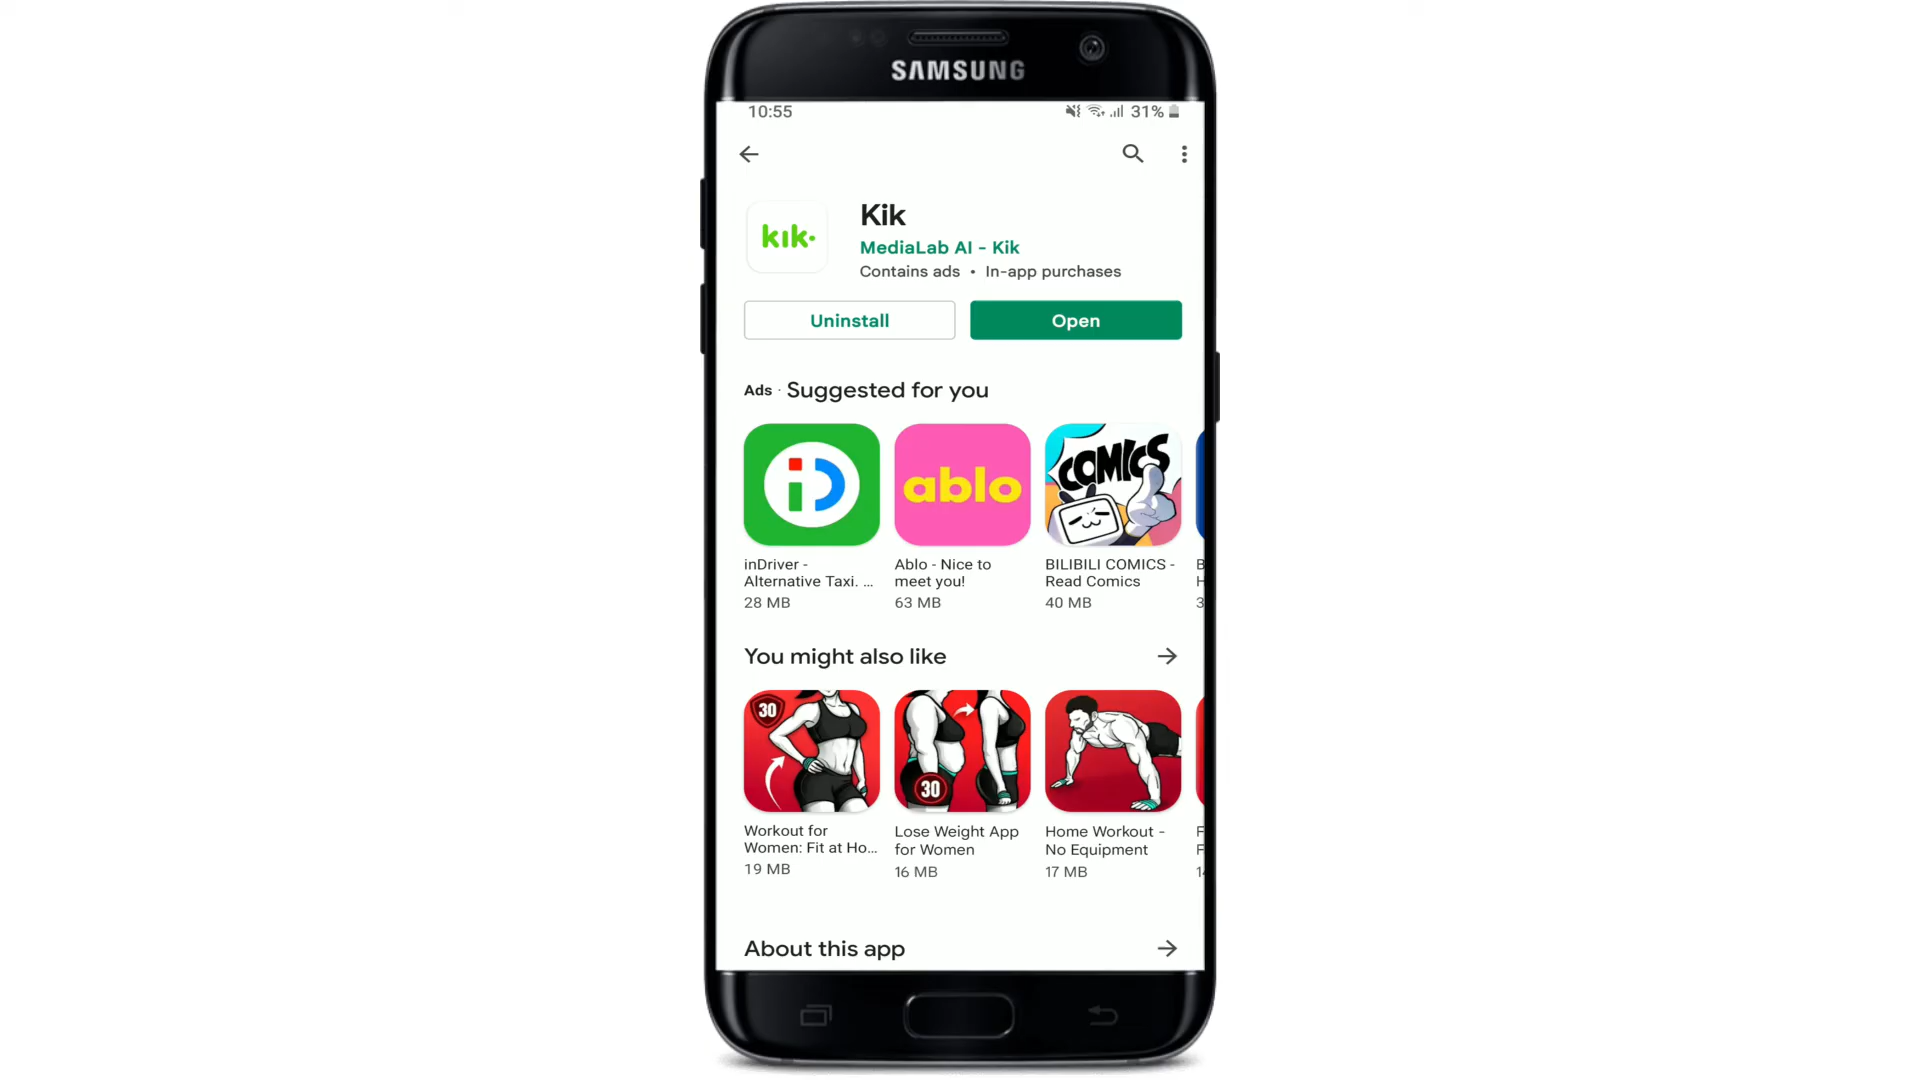 SAMSUNG
10:55
31%
kik.
Kik
MediaLab AI - Kik
Contains ads • In-app purchases
Uninstall
Open
Ads · Suggested for you
iD
ablo
COMICS
inDriver -
Alternative Taxi. ...
28 MB
Ablo - Nice to
meet you!
63 MB
BILIBILI COMICS -
Read Comics
40 MB
B
H
3
You might also like
30
30
Workout for
Women: Fit at Ho...
19 MB
Lose Weight App
for Women
16 MB
Home Workout -
No Equipment
17 MB
F
F
14
About this app